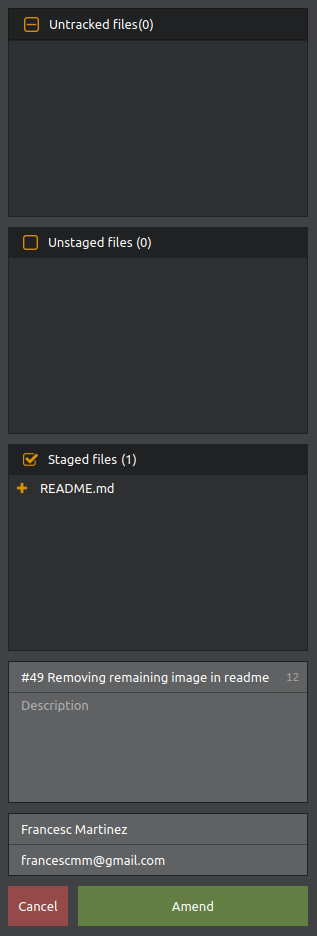 Untracked files(0)
Unstaged files (0)
Staged files (1)
README.md
#49 Removing remaining image in readme 12
Description
Francesc Martinez
francescmm@gmail.com
Cancel Amend